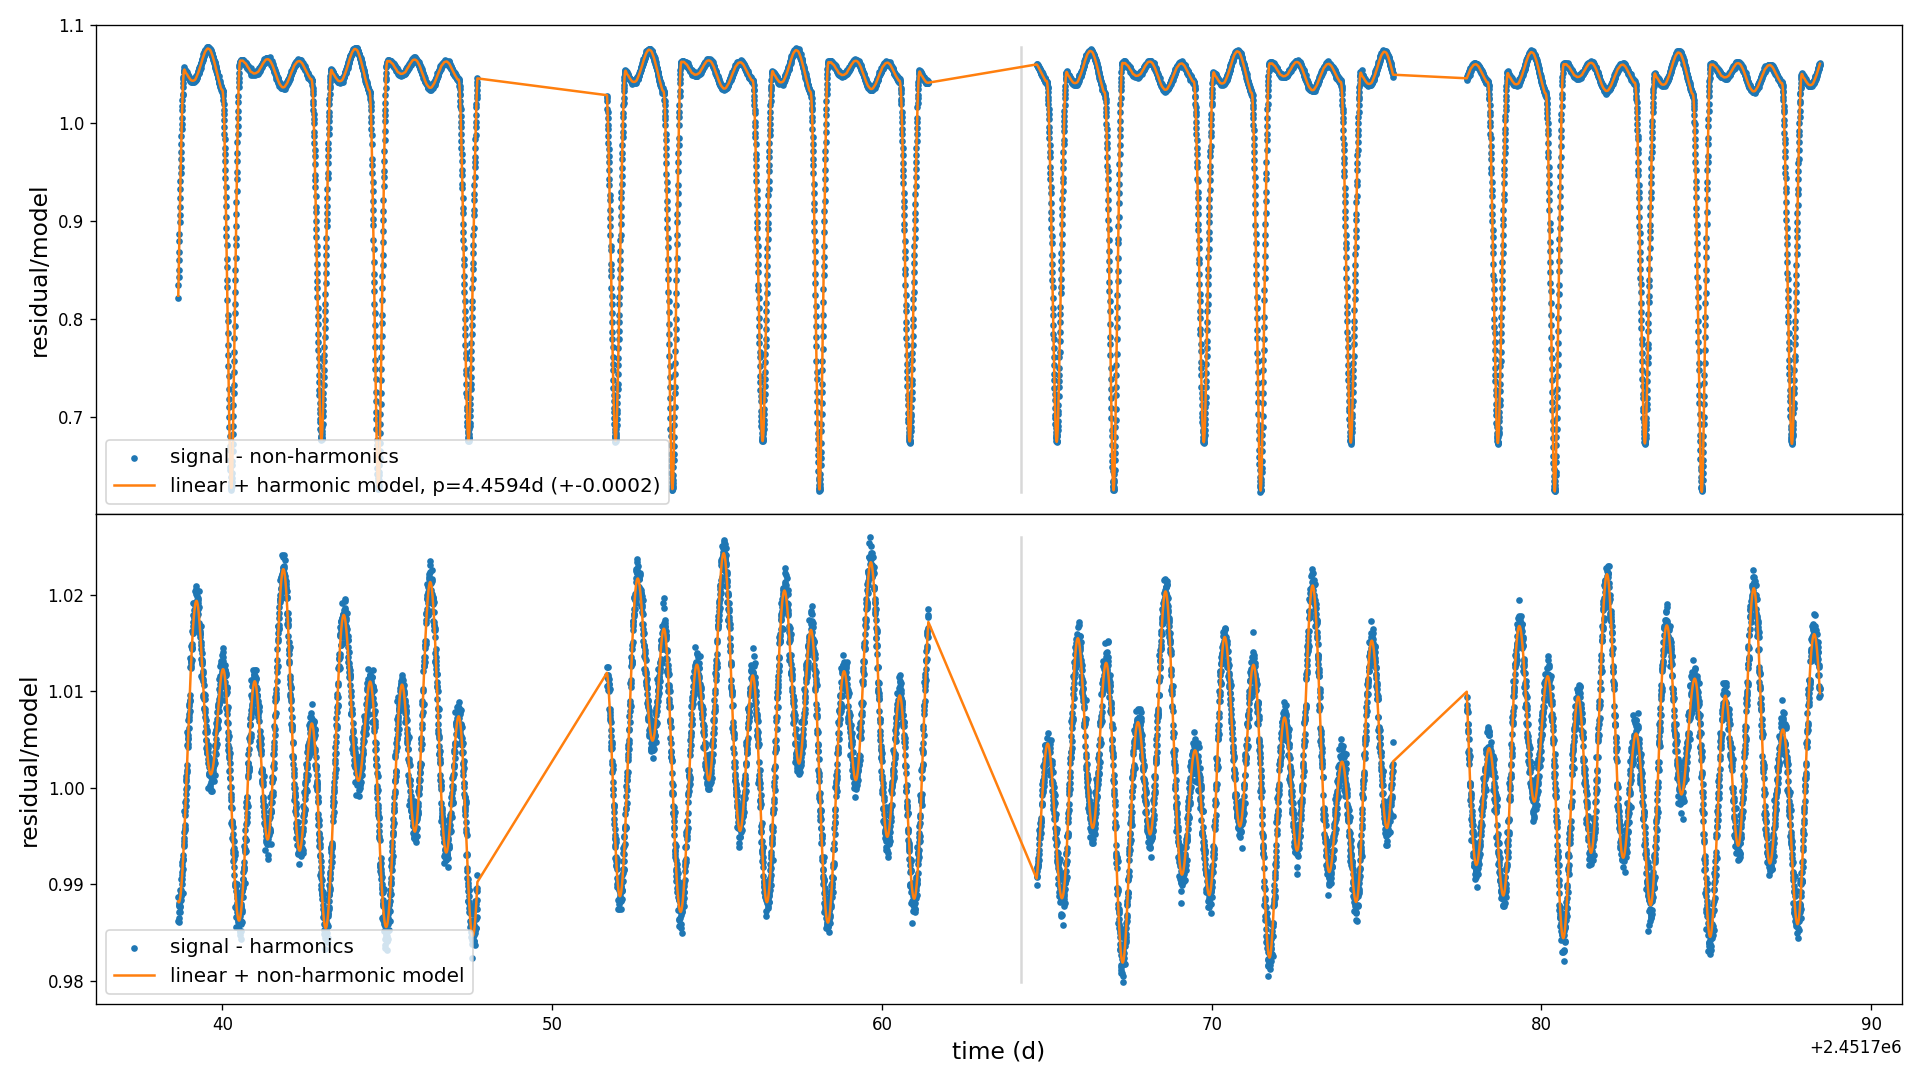 1.1
1.0
0.9
0.8
0.7
residual/model
signal - non-harmonics
linear + harmonic model, p=4.4594d (+-0.0002)
1.02
1.01
1.00
0.99
0.98
residual/model
signal - harmonics
linear + non-harmonic model
40 50 60 70 80 90
time (d)
+2.4517e6